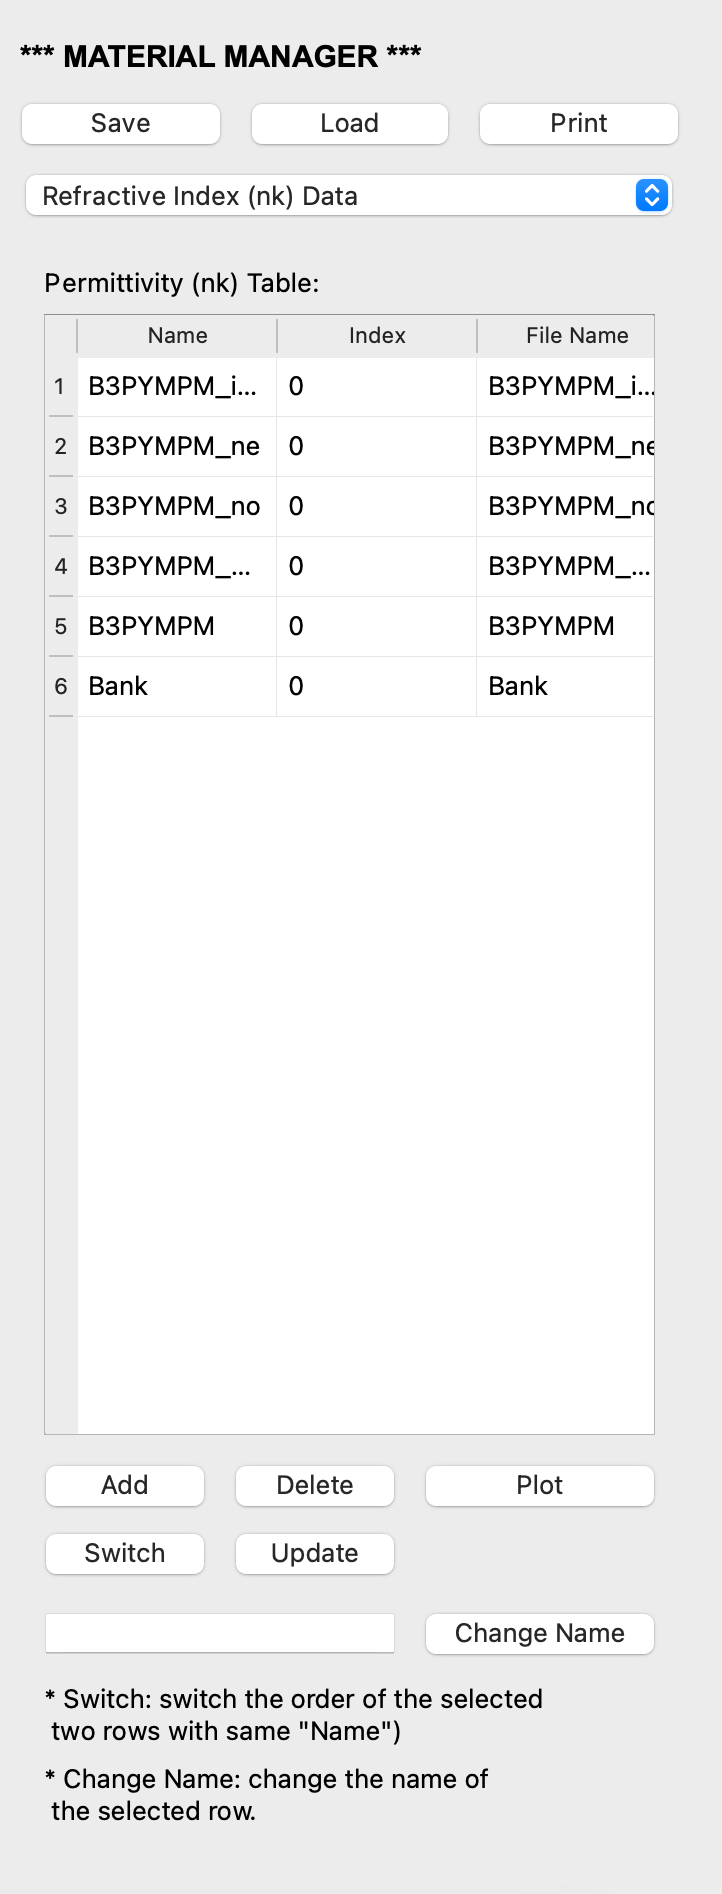 *** MATERIAL MANAGER ***
Save Load Print
Refractive Index (nk) Data
Permittivity (nk) Table:
Name Index File Name
1 B3PYMPM_i... 0 B3PYMPM_i...
2 B3PYMPM_ne 0 B3PYMPM_ne
3 B3PYMPM_no 0 B3PYMPM_no
4 B3PYMPM_... 0 B3PYMPM_...
5 B3PYMPM 0 B3PYMPM
6 Bank 0 Bank
Add Delete Plot
Switch Update
Change Name
* Switch: switch the order of the selected
two rows with same "Name")
* Change Name: change the name of
the selected row.